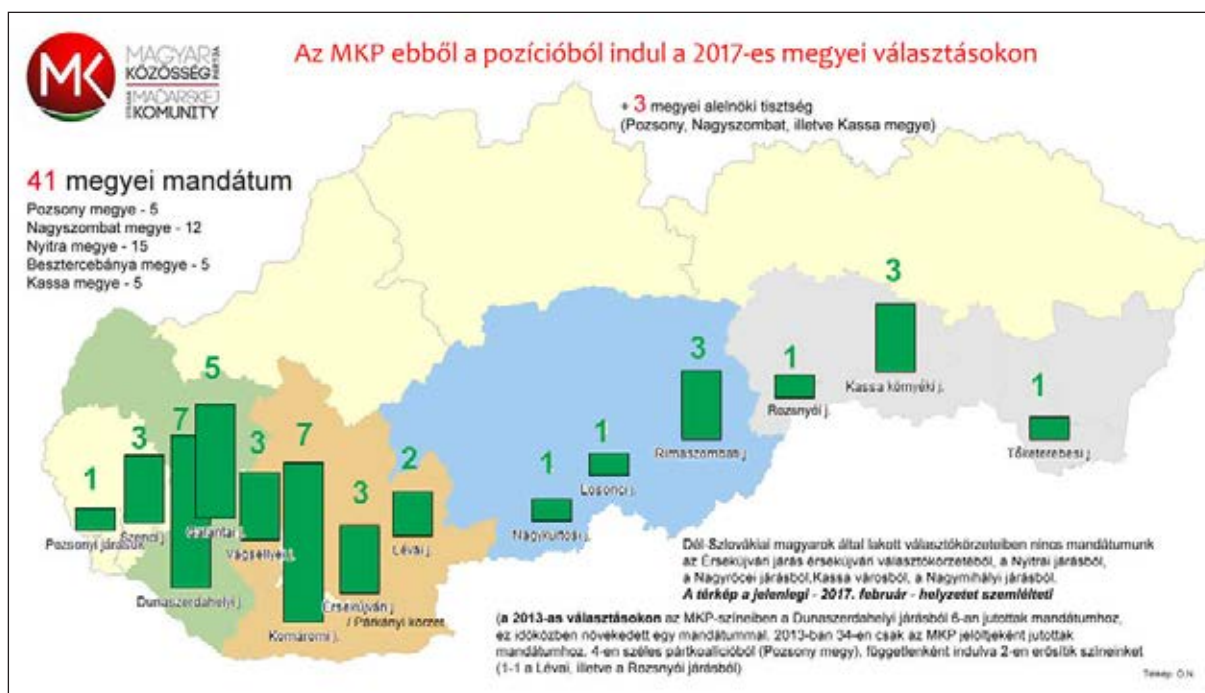 MK
MAGYAR
KÖZÖSSÉG
PÁRTJA
STRANA
MAĎARSKEJ
KOMUNITY
Az MKP ebből a pozícióból indul a 2017-es megyei választásokon
+ 3 megyei alelnöki tisztség
(Pozsony, Nagyszombat, illetve Kassa megye)
41 megyei mandátum
Pozsony megye - 5
Nagyszombat megye - 12
Nyitra megye - 15
Besztercebánya megye - 5
Kassa megye - 5
1
Pozsonyi járások
3
Szenci j.
7
Dunaszerdahelyi j.
5
Galántai j.
3
Vágsellyei j.
7
Komáromi j.
3
Érsekújvári j.
/ Párkányi körzet
2
Lévai j.
1
Nagykürtösi j.
1
Losonci j.
3
Rimaszombati j.
1
Rozsnyói j.
3
Kassa környéki j.
1
Tőketerebesi j.
Dél-Szlovákiai magyarok által lakott választókörzeteiben nincs mandátumunk
az Érsekújvári járás érsekújvári választókörzetéből, a Nyitrai járásból,
a Nagyrőcei járásból,Kassa városból, a Nagymihályi járásból.
A térkép a jelenlegi - 2017. február - helyzetet szemlélteti
(a 2013-as választásokon az MKP-színeiben a Dunaszerdahelyi járásból 6-an jutottak mandátumhoz,
ez időközben növekedett egy mandátummal. 2013-ban 34-en csak az MKP jelöltjeként jutottak
mandátumhoz, 4-en széles pártkoalícióból (Pozsony megy), függetlenként indulva 2-en erősítik színeinket
(1-1 a Lévai, illetve a Rozsnyói járásból)
Térkép: Ö.N.